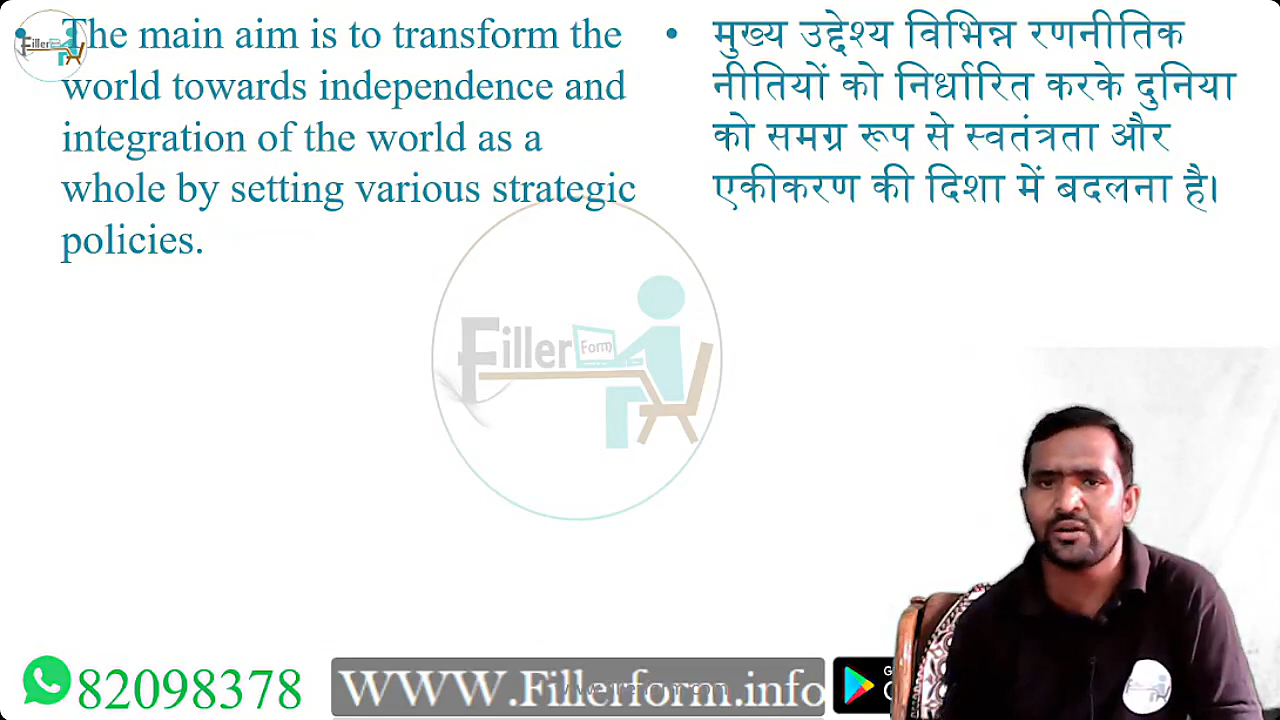 The main aim is to transform the
world towards independence and
integration of the world as a
whole by setting various strategic
policies.
मुख्य उद्देश्य विभिन्न रणनीतिक
नीतियों को निर्धारित करके दुनिया
को समग्र रूप से स्वतंत्रता और
एकीकरण की दिशा में बदलना है।
Filler Form
82098378
WWW.Fillerform.info